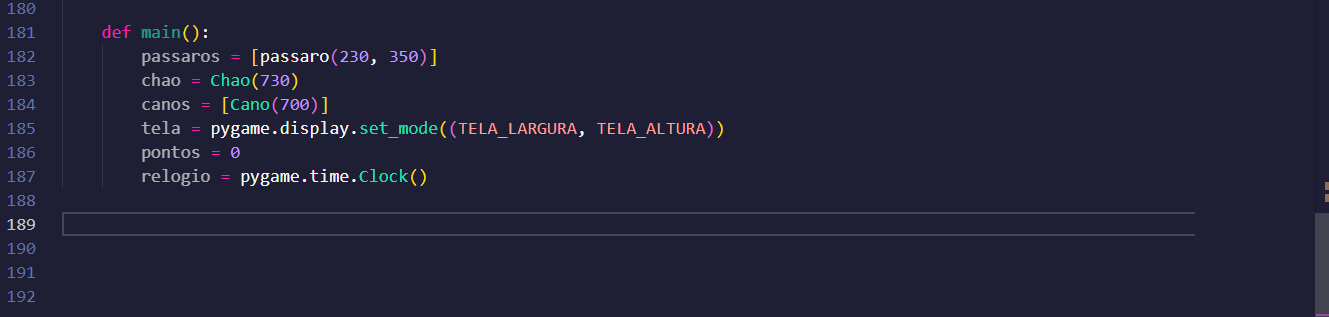 180
181 def main():
182 passaros = [passaro(230, 350)]
183 chao = Chao(730)
184 canos = [Cano(700)]
185 tela = pygame.display.set_mode((TELA_LARGURA, TELA_ALTURA))
186 pontos = 0
187 relogio = pygame.time.Clock()
188
189
190
191
192